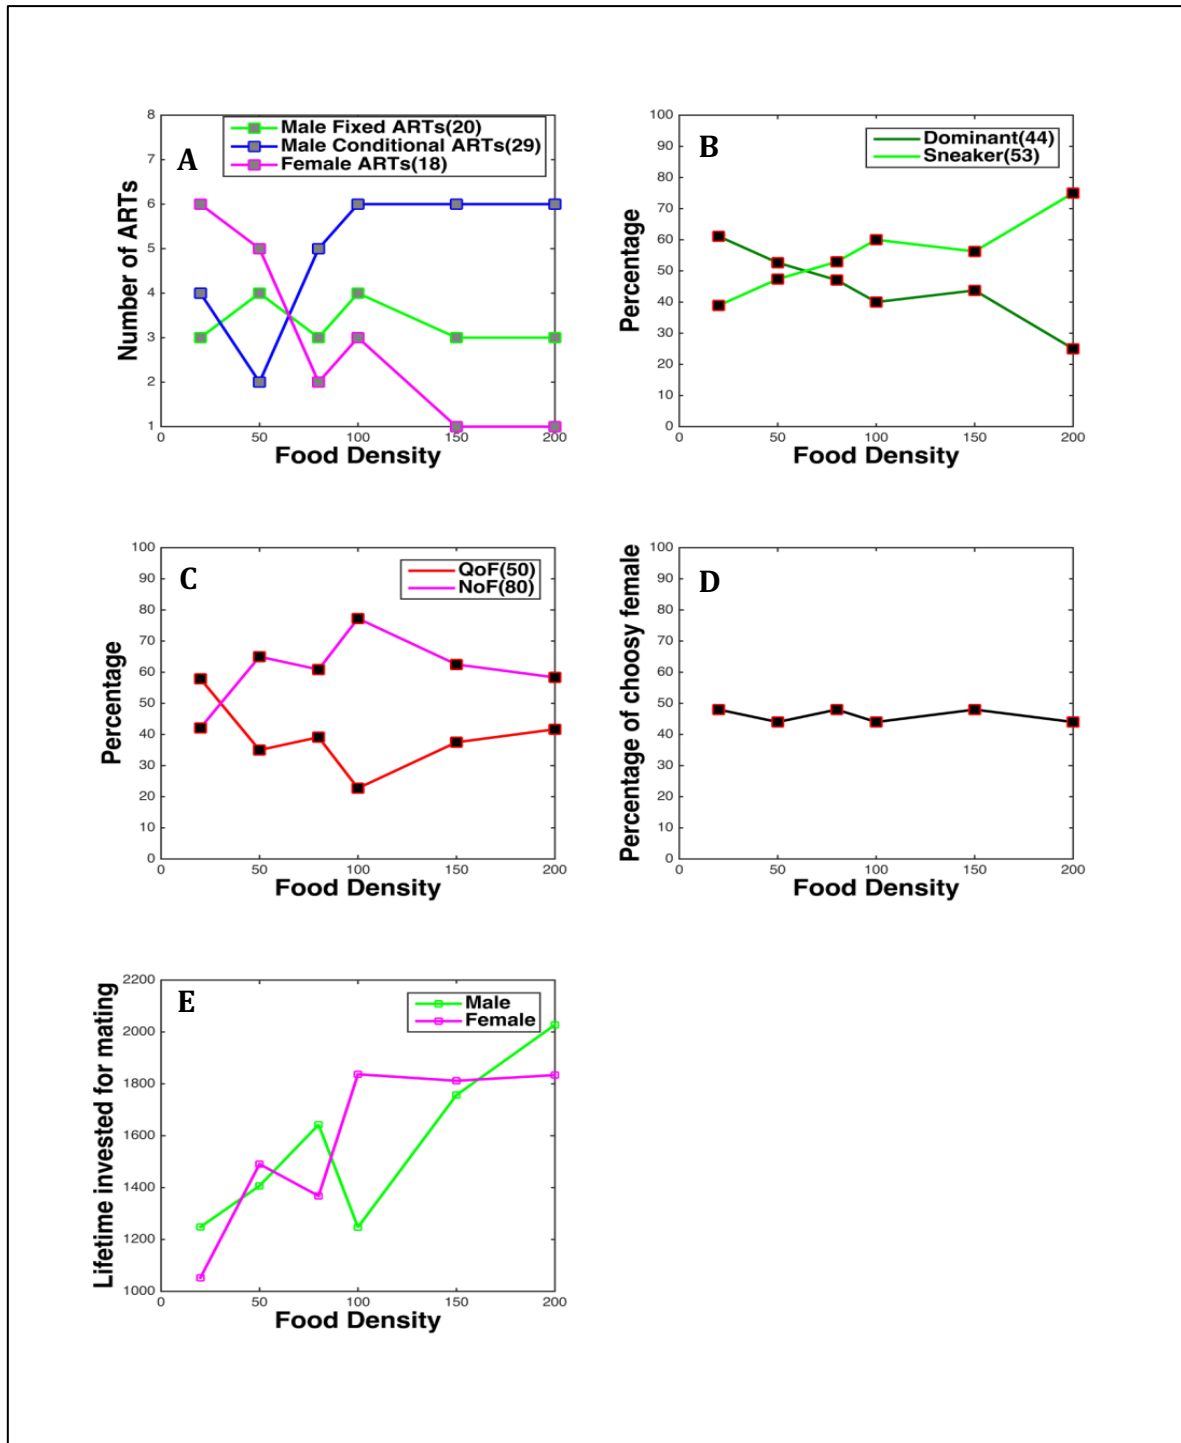 A
Male Fixed ARTs(20)
Male Conditional ARTs(29)
Female ARTs(18)
Number of ARTs
8
7
6
5
4
3
2
1
0 50 100 150 200
Food Density
B
Dominant(44)
Sneaker(53)
Percentage
100
90
80
70
60
50
40
30
20
10
0
0 50 100 150 200
Food Density
C
QoF(50)
NoF(80)
Percentage
100
90
80
70
60
50
40
30
20
10
0
0 50 100 150 200
Food Density
D
Percentage of choosy female
100
90
80
70
60
50
40
30
20
10
0
0 50 100 150 200
Food Density
E
Male
Female
Lifetime invested for mating
2200
2000
1800
1600
1400
1200
1000
0 50 100 150 200
Food Density